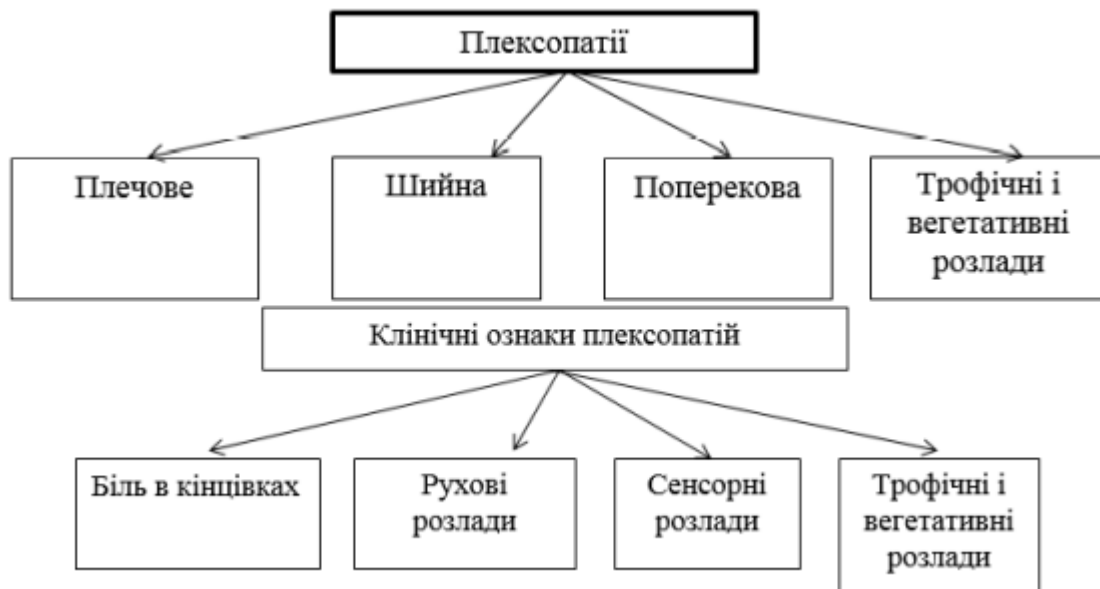 Плексопатії
Плечове
Шийна
Поперекова
Трофічні і
вегетативні
розлади
Клінічні ознаки плексопатій
Біль в кінцівках
Рухові
розлади
Сенсорні
розлади
Трофічні і
вегетативні
розлади